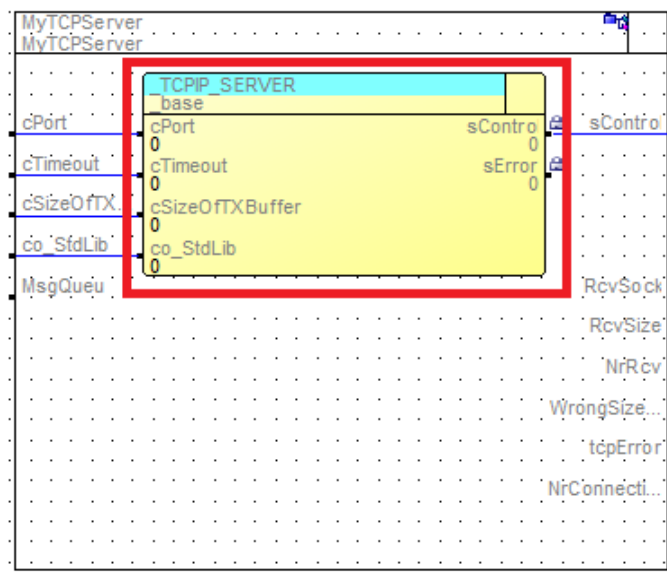 MyTCPServer
MyTCPServer
_TCPIP_SERVER
_base
cPort
cPort
0
sContro
0
sContro
cTimeout
cTimeout
0
sError
0
cSizeOfTX...
cSizeOfTXBuffer
0
co_StdLib
co_StdLib
0
MsgQueu
RcvSock
RcvSize
NrRcv
WrongSize...
tcpError
NrConnecti...